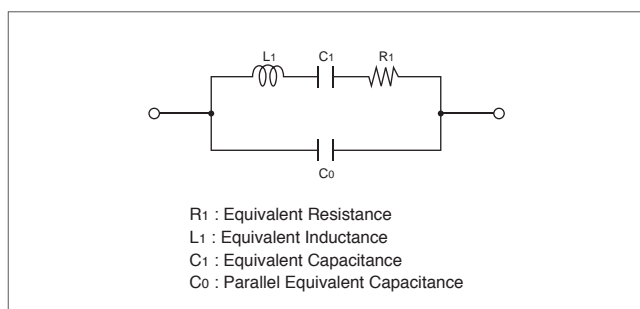 L1 C1 R1
C0
R1 : Equivalent Resistance
L1 : Equivalent Inductance
C1 : Equivalent Capacitance
C0 : Parallel Equivalent Capacitance